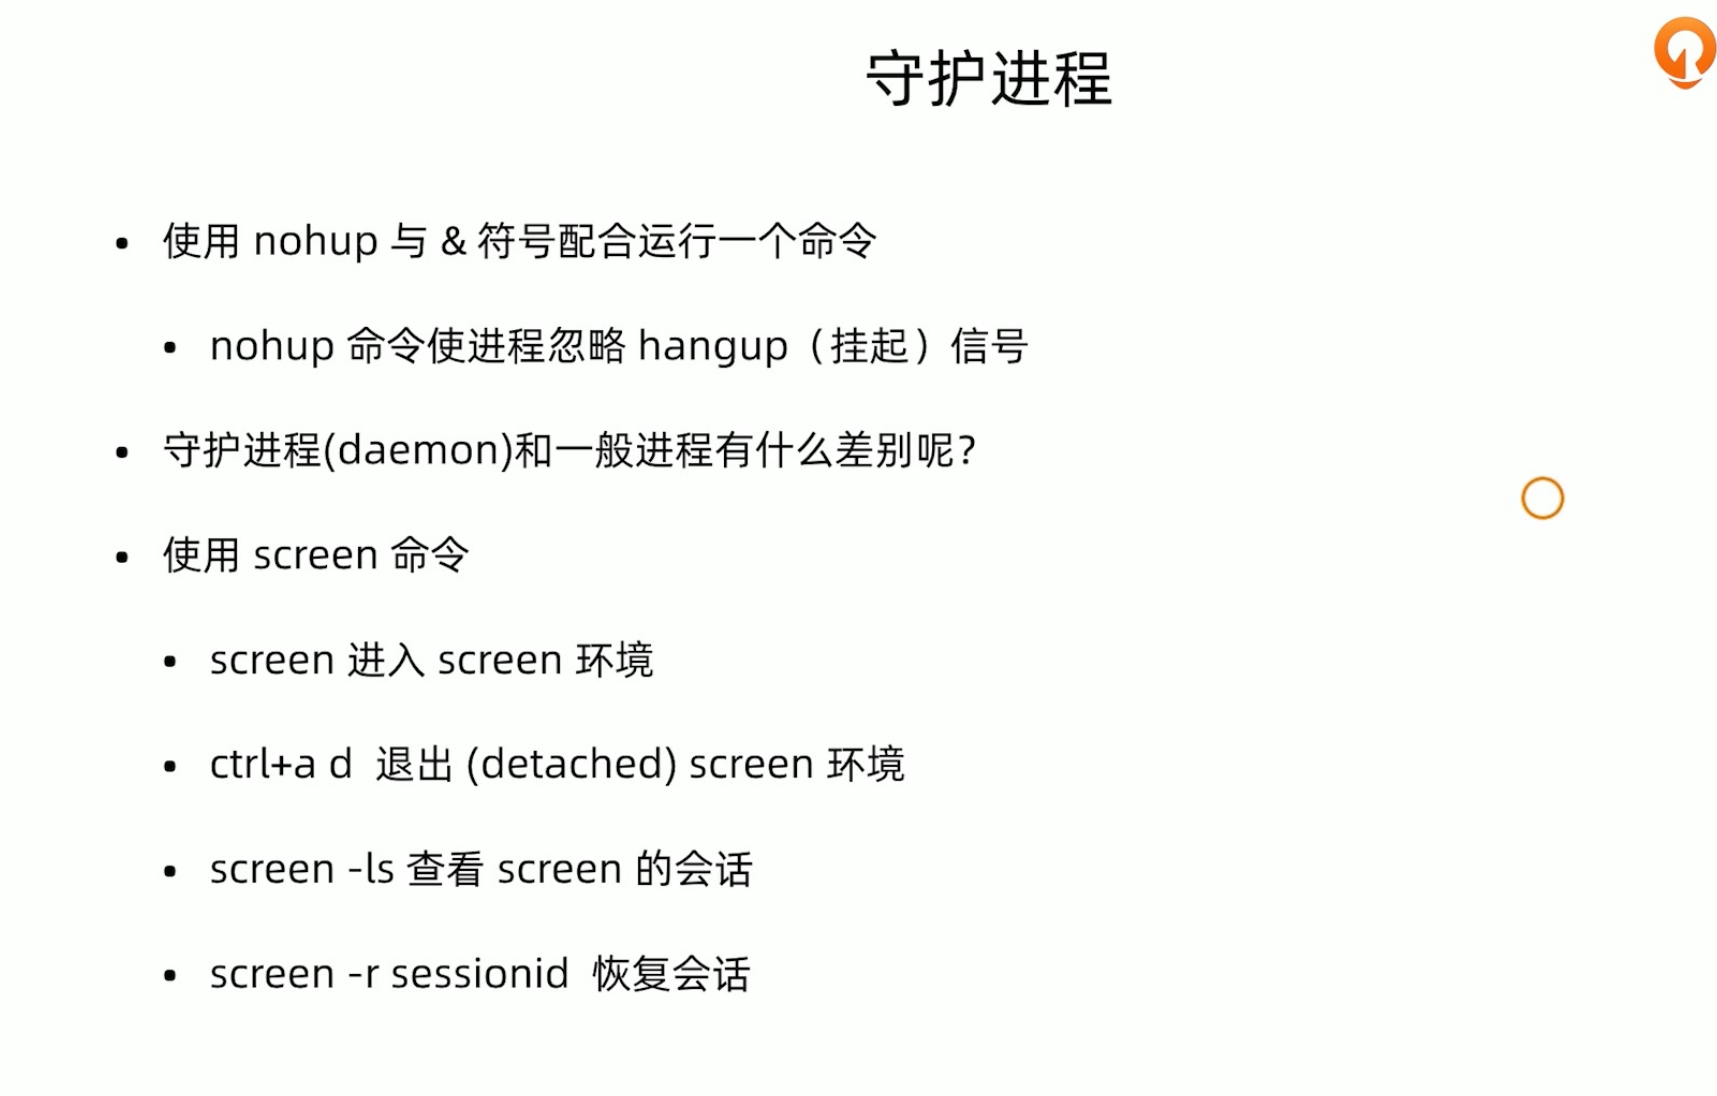 守护进程
• 使用 nohup 与 & 符号配合运行一个命令
• nohup 命令使进程忽略 hangup（挂起）信号
• 守护进程(daemon)和一般进程有什么差别呢?
• 使用 screen 命令
• screen 进入 screen 环境
• ctrl+a d 退出 (detached) screen 环境
• screen -ls 查看 screen 的会话
• screen -r sessionid 恢复会话